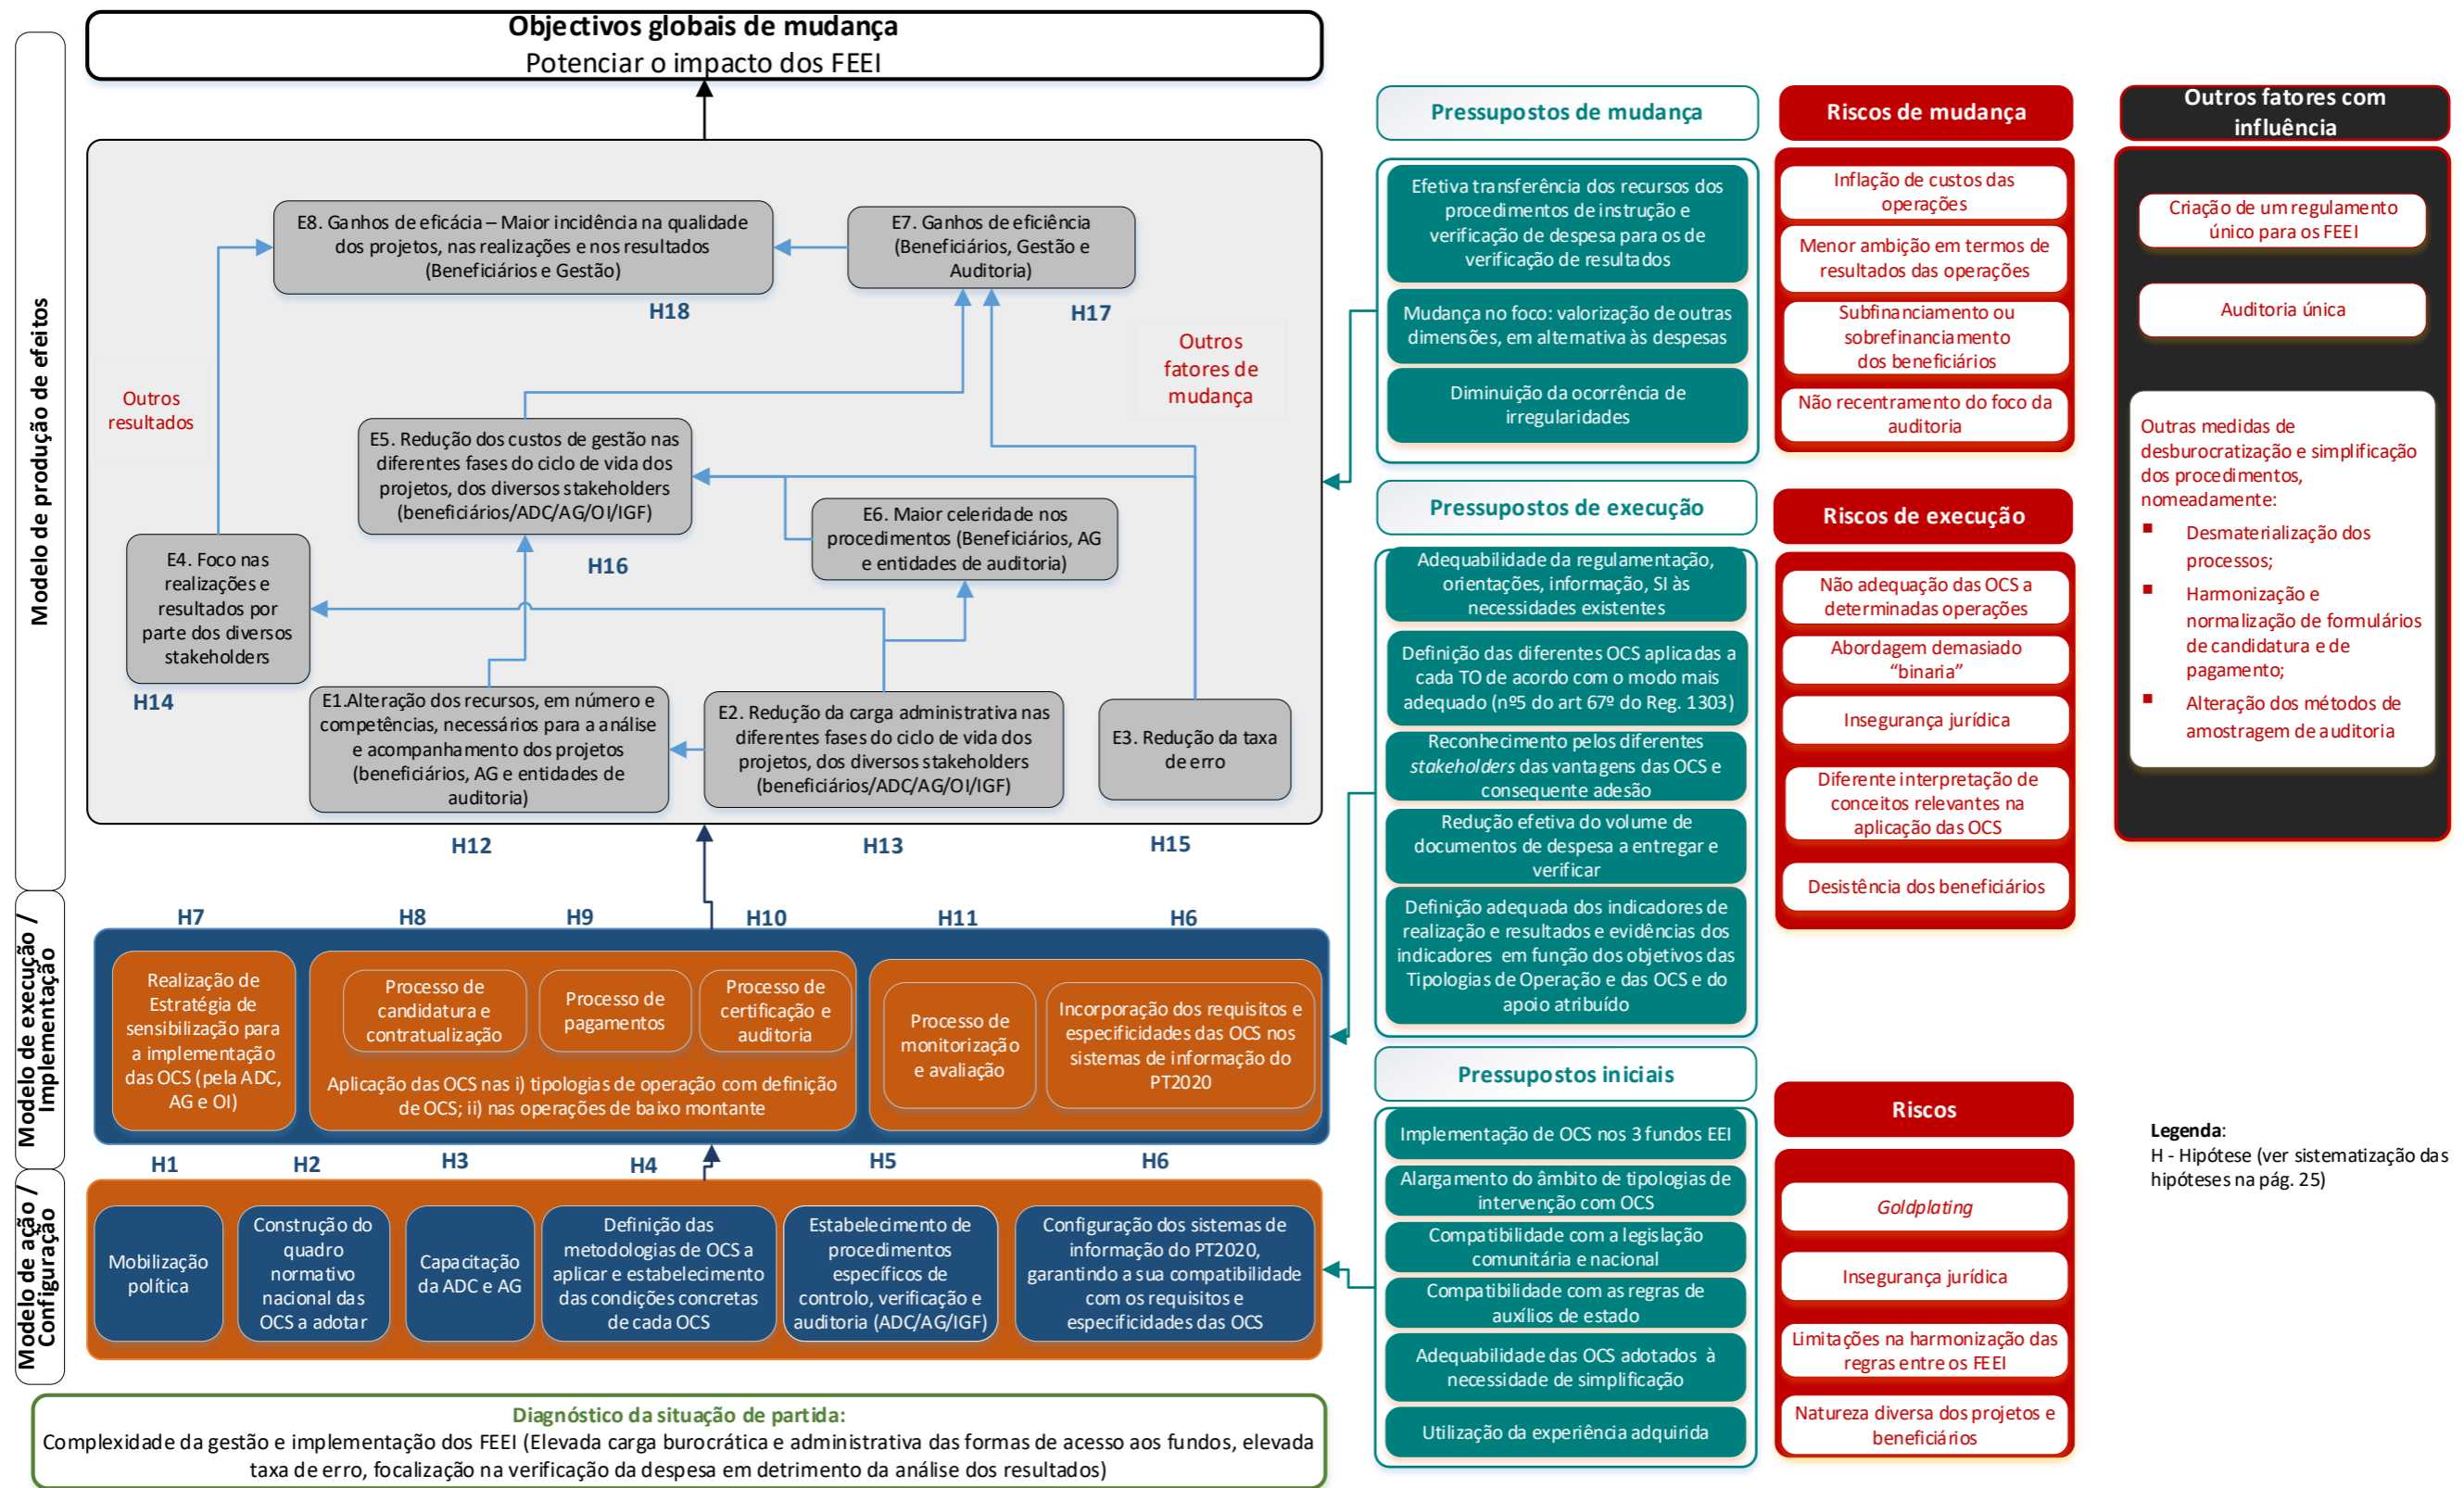 Objectivos globais de mudança
Potenciar o impacto dos FEEI
Modelo de produção de efeitos
E8. Ganhos de eficácia – Maior incidência na qualidade
dos projetos, nas realizações e nos resultados
(Beneficiários e Gestão)
H18
E7. Ganhos de eficiência
(Beneficiários, Gestão e
Auditoria)
H17
Outros
resultados
Outros
fatores de
mudança
E5. Redução dos custos de gestão nas
diferentes fases do ciclo de vida dos
projetos, dos diversos stakeholders
(beneficiários/ADC/AG/OI/IGF)
H16
E6. Maior celeridade nos
procedimentos (Beneficiários, AG
e entidades de auditoria)
E4. Foco nas
realizações e
resultados por
parte dos diversos
stakeholders
H14
E1.Alteração dos recursos, em número e
competências, necessários para a análise
e acompanhamento dos projetos
(beneficiários, AG e entidades de
auditoria)
H12
E2. Redução da carga administrativa nas
diferentes fases do ciclo de vida dos
projetos, dos diversos stakeholders
(beneficiários/ADC/AG/OI/IGF)
H13
E3. Redução da taxa
de erro
H15
Modelo de execução /
Implementação
H7
H8
H9
H10
H11
H6
Realização de
Estratégia de
sensibilização para
a implementação
das OCS (pela ADC,
AG e OI)
Processo de
candidatura e
contratualização
Processo de
pagamentos
Processo de
certificação e
auditoria
Aplicação das OCS nas i) tipologias de operação com definição
de OCS; ii) nas operações de baixo montante
Processo de
monitorização
e avaliação
Incorporação dos requisitos e
especificidades das OCS nos
sistemas de informação do
PT2020
Modelo de ação /
Configuração
H1
H2
H3
H4
H5
H6
Mobilização
política
Construção do
quadro
normativo
nacional das
OCS a adotar
Capacitação
da ADC e AG
Definição das
metodologias de OCS a
aplicar e estabelecimento
das condições concretas
de cada OCS
Estabelecimento de
procedimentos
específicos de
controlo, verificação e
auditoria (ADC/AG/IGF)
Configuração dos sistemas de
informação do PT2020,
garantindo a sua compatibilidade
com os requisitos e
especificidades das OCS
Diagnóstico da situação de partida:
Complexidade da gestão e implementação dos FEEI (Elevada carga burocrática e administrativa das formas de acesso aos fundos, elevada
taxa de erro, focalização na verificação da despesa em detrimento da análise dos resultados)
Pressupostos de mudança
Efetiva transferência dos recursos dos
procedimentos de instrução e
verificação de despesa para os de
verificação de resultados
Mudança no foco: valorização de outras
dimensões, em alternativa às despesas
Diminuição da ocorrência de
irregularidades
Pressupostos de execução
Adequabilidade da regulamentação,
orientações, informação, SI às
necessidades existentes
Definição das diferentes OCS aplicadas a
cada TO de acordo com o modo mais
adequado (nº5 do art 67º do Reg. 1303)
Reconhecimento pelos diferentes
stakeholders das vantagens das OCS e
consequente adesão
Redução efetiva do volume de
documentos de despesa a entregar e
verificar
Definição adequada dos indicadores de
realização e resultados e evidências dos
indicadores em função dos objetivos das
Tipologias de Operação e das OCS e do
apoio atribuído
Pressupostos iniciais
Implementação de OCS nos 3 fundos EEI
Alargamento do âmbito de tipologias de
intervenção com OCS
Compatibilidade com a legislação
comunitária e nacional
Compatibilidade com as regras de
auxílios de estado
Adequabilidade das OCS adotados à
necessidade de simplificação
Utilização da experiência adquirida
Riscos de mudança
Inflação de custos das
operações
Menor ambição em termos de
resultados das operações
Subfinanciamento ou
sobrefinanciamento
dos beneficiários
Não recentramento do foco da
auditoria
Riscos de execução
Não adequação das OCS a
determinadas operações
Abordagem demasiado
“binaria”
Insegurança jurídica
Diferente interpretação de
conceitos relevantes na
aplicação das OCS
Desistência dos beneficiários
Riscos
Goldplating
Insegurança jurídica
Limitações na harmonização das
regras entre os FEEI
Natureza diversa dos projetos e
beneficiários
Outros fatores com
influência
Criação de um regulamento
único para os FEEI
Auditoria única
Outras medidas de
desburocratização e simplificação
dos procedimentos,
nomeadamente:
▪ Desmaterialização dos
processos;
▪ Harmonização e
normalização de formulários
de candidatura e de
pagamento;
▪ Alteração dos métodos de
amostragem de auditoria
Legenda:
H - Hipótese (ver sistematização das
hipóteses na pág. 25)